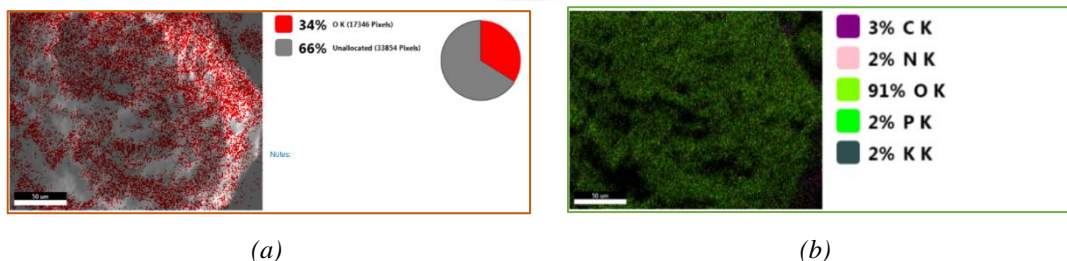 34% O K (17346 Pixels)
66% Unallocated (33854 Pixels)
Notes:
50 um
(a)
3% C K
2% N K
91% O K
2% P K
2% K K
50 um
(b)